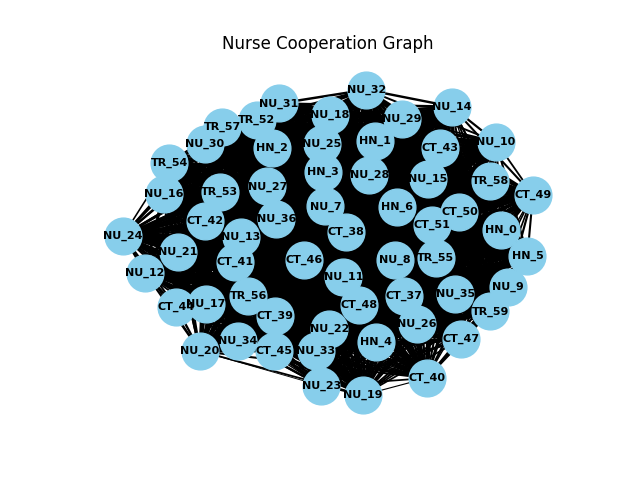 Nurse Cooperation Graph
NU_32
NU_31
NU_14
NU_18
NU_29
TR_52
TR_57
NU_10
HN_1
NU_25
NU_30
HN_2
CT_43
TR_54
HN_3
NU_28
NU_15
TR_58
NU_27
TR_53
NU_16
CT_49
NU_7
HN_6
CT_50
NU_36
CT_42
CT_51
HN_0
CT_38
NU_24
NU_13
NU_21
HN_5
TR_55
CT_46
NU_8
CT_41
NU_12
NU_11
NU_9
NU_35
TR_56
CT_37
NU_17
CT_48
CT_44
TR_59
CT_39
NU_26
NU_22
CT_47
NU_34
HN_4
NU_20
CT_45
NU_33
CT_40
NU_23
NU_19